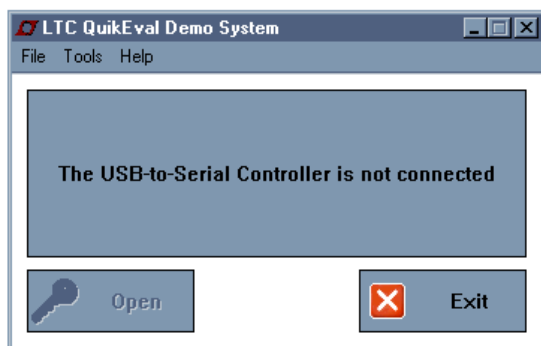 LTC QuikEval Demo System
File Tools Help
The USB-to-Serial Controller is not connected
Open Exit